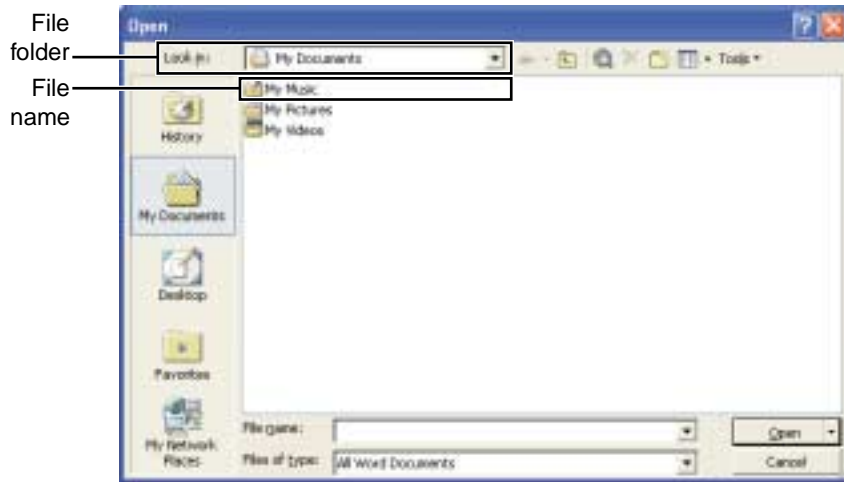 File folder
File name
Open
Look in:
My Documents
Tools
My Music
My Pictures
My Videos
History
My Documents
Desktop
Favorites
My Network Places
File name:
Open
Files of type:
All Word Documents
Cancel